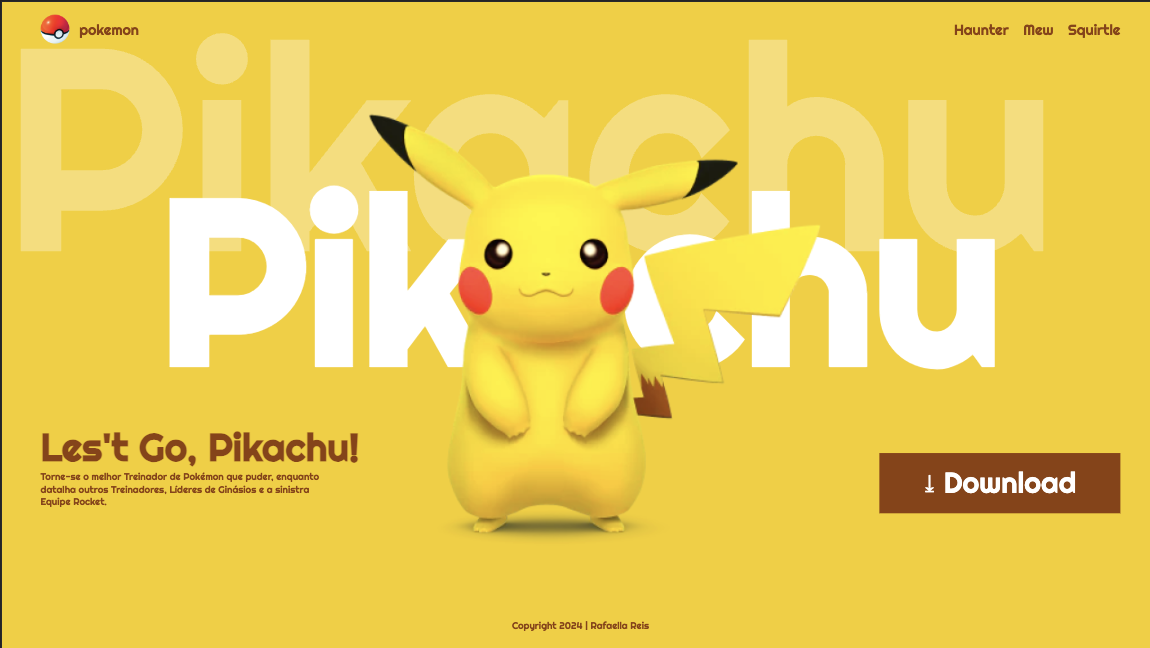 pokemon
Haunter Mew Squirtle
Pikachu
Pikachu
Les't Go, Pikachu!
Torne-se o melhor Treinador de Pokémon que puder, enquanto
datalha outros Treinadores, Líderes de Ginásios e a sinistra
Equipe Rocket.
⤓ Download
Copyright 2024 | Rafaella Reis